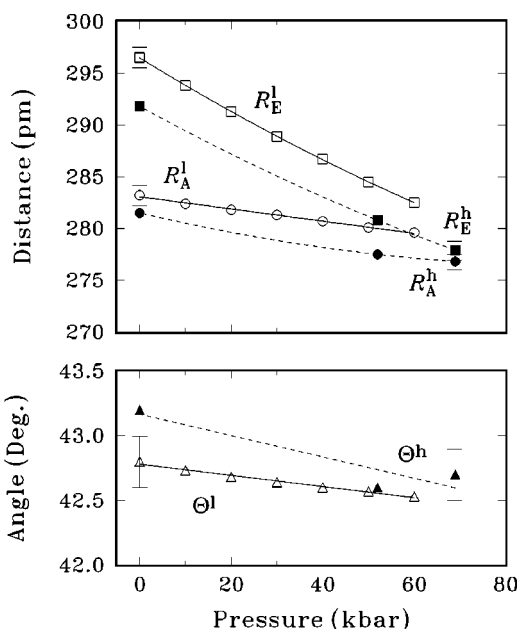 300
295
290
285
280
275
270
Distance (pm)
R_E^l
R_A^l
R_E^h
R_A^h
43.5
43.0
42.5
42.0
Angle (Deg.)
Θ^h
Θ^l
0 20 40 60 80
Pressure (kbar)